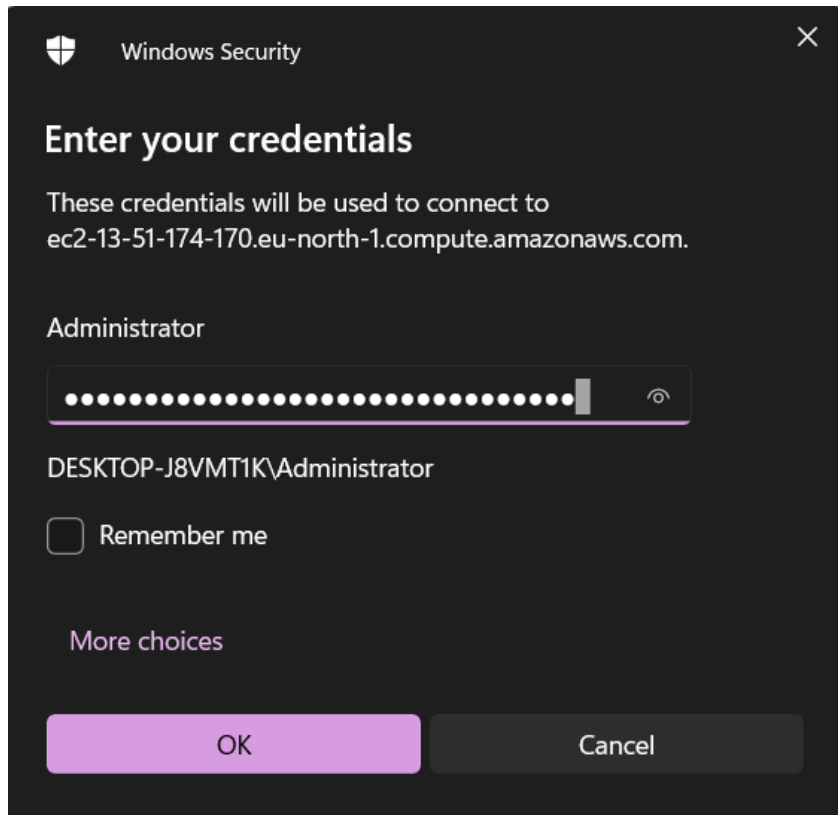 Windows Security
Enter your credentials
These credentials will be used to connect to
ec2-13-51-174-170.eu-north-1.compute.amazonaws.com.
Administrator
••••••••••••••••••••••••••••••••
DESKTOP-J8VMT1K\Administrator
Remember me
More choices
OK
Cancel